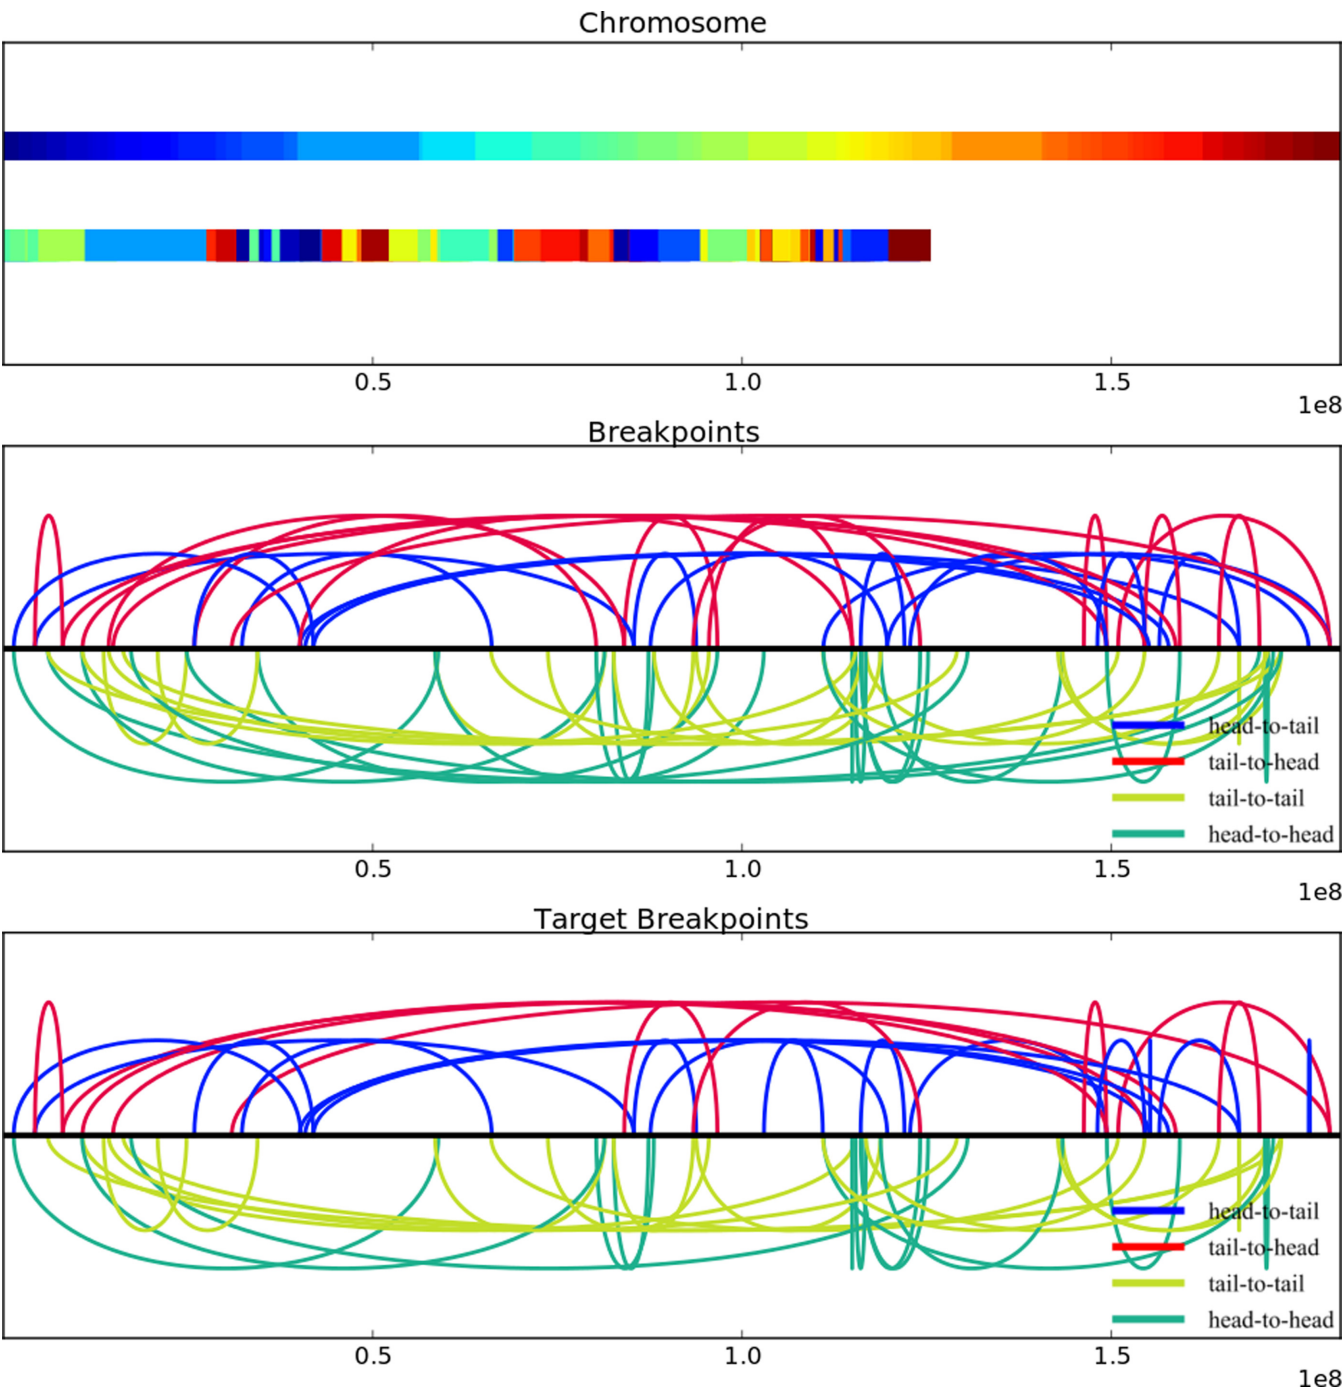 Chromosome
0.5 1.0 1.5
1e8
Breakpoints
head-to-tail
tail-to-head
tail-to-tail
head-to-head
0.5 1.0 1.5
1e8
Target Breakpoints
head-to-tail
tail-to-head
tail-to-tail
head-to-head
0.5 1.0 1.5
1e8